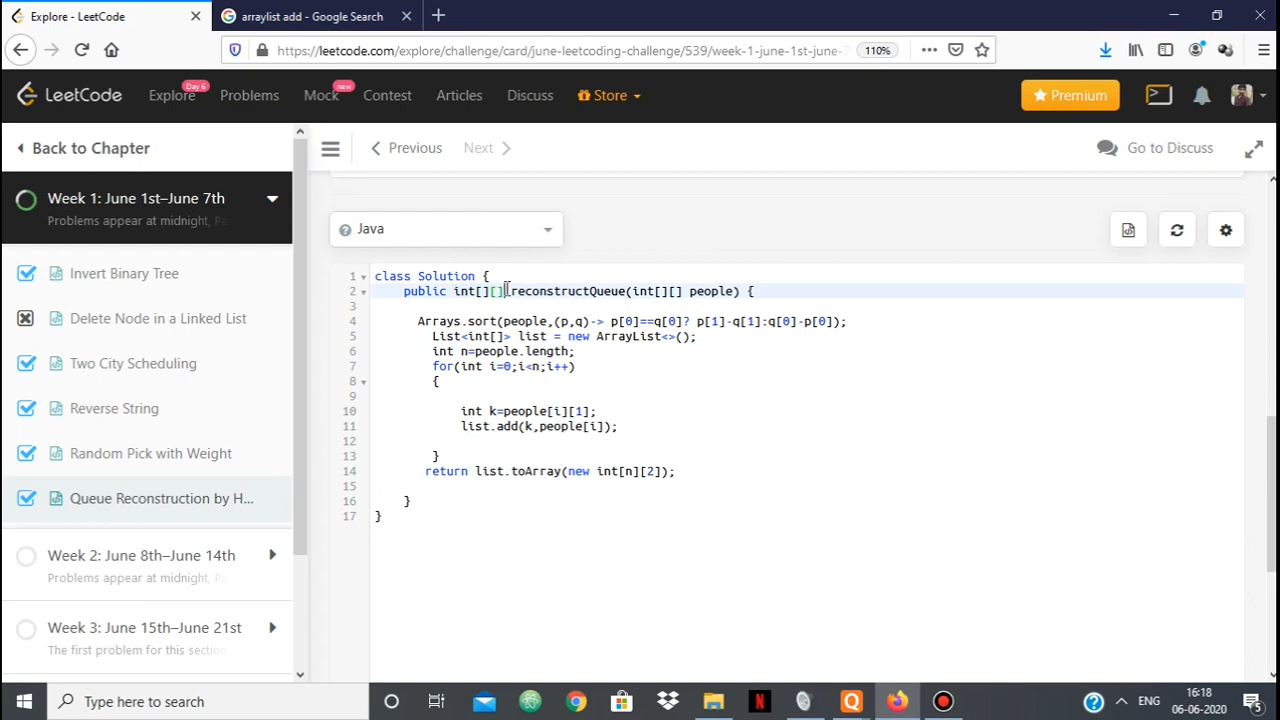 Explore - LeetCode
arraylist add - Google Search
https://leetcode.com/explore/challenge/card/june-leetcoding-challenge/539/week-1-june-1st-june-7
110%
LeetCode
Explore
Day 6
Problems
Mock
new
Contest
Articles
Discuss
Store
Premium
Back to Chapter
Previous
Next
Go to Discuss
Week 1: June 1st–June 7th
Problems appear at midnight,
Invert Binary Tree
Delete Node in a Linked List
Two City Scheduling
Reverse String
Random Pick with Weight
Queue Reconstruction by H...
Week 2: June 8th–June 14th
Problems appear at midnight,
Week 3: June 15th–June 21st
The first problem for this section
Java
1 class Solution {
2 public int[][] reconstructQueue(int[][] people) {
3
4 Arrays.sort(people,(p,q)-> p[0]==q[0]? p[1]-q[1]:q[0]-p[0]);
5 List<int[]> list = new ArrayList<>();
6 int n=people.length;
7 for(int i=0;i<n;i++)
8 {
9
10 int k=people[i][1];
11 list.add(k,people[i]);
12
13 }
14 return list.toArray(new int[n][2]);
15
16 }
17 }
Type here to search
ENG
16:18
06-06-2020
5